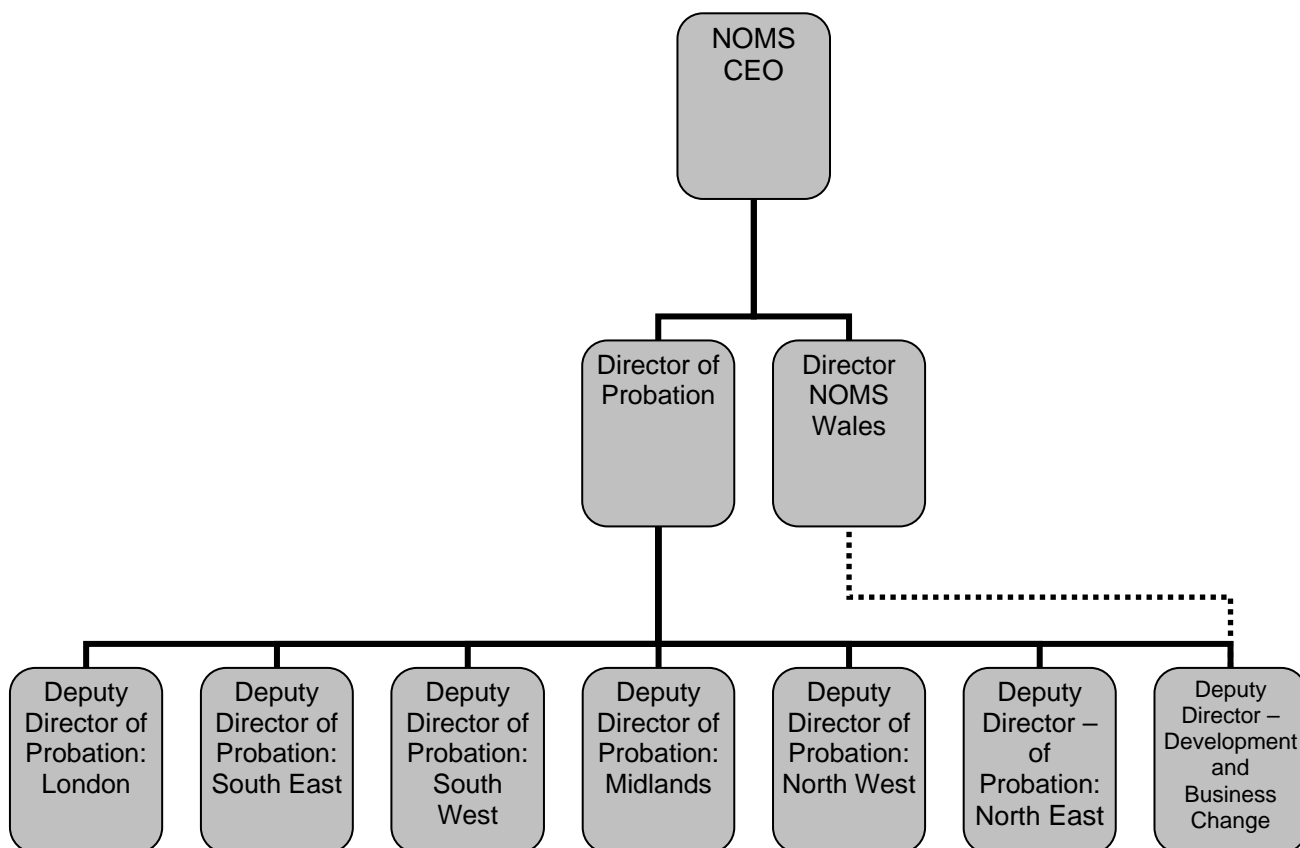 NOMS
CEO
Director of
Probation
Director
NOMS
Wales
Deputy
Director of
Probation:
London
Deputy
Director of
Probation:
South East
Deputy
Director of
Probation:
South
West
Deputy
Director of
Probation:
Midlands
Deputy
Director of
Probation:
North West
Deputy
Director –
of
Probation:
North East
Deputy
Director –
Development
and
Business
Change